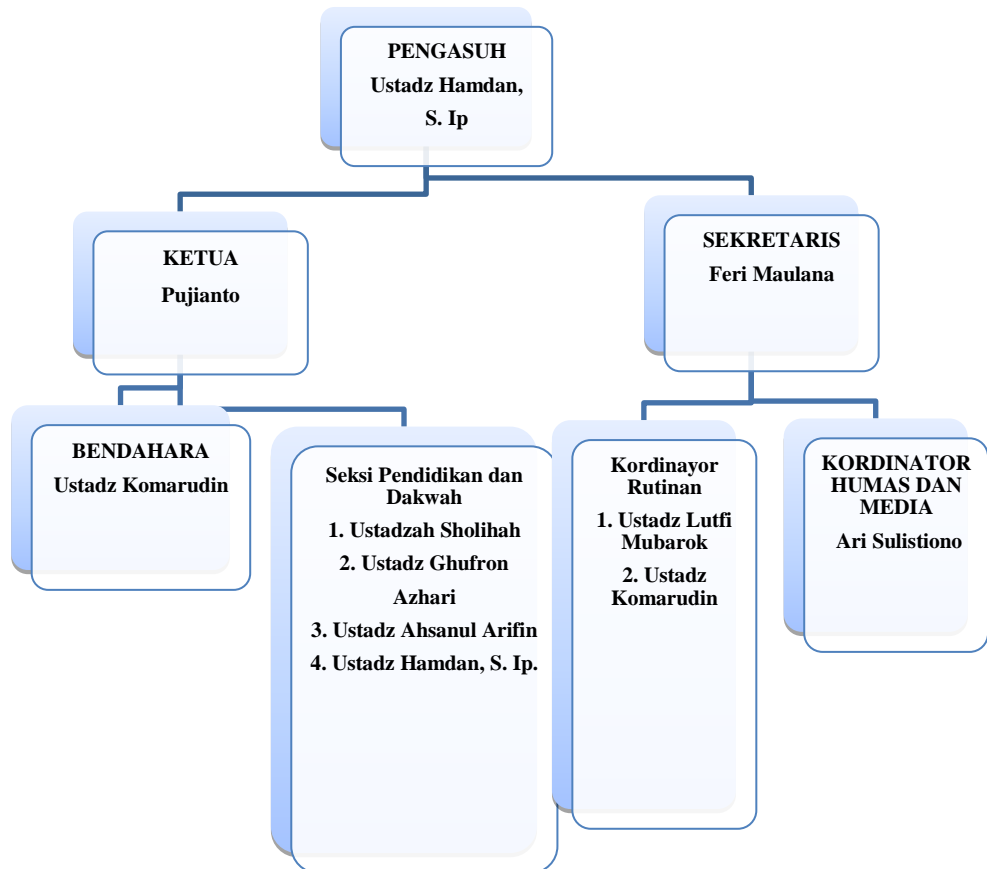 PENGASUH
Ustadz Hamdan,
S. Ip
KETUA
Pujianto
SEKRETARIS
Feri Maulana
BENDAHARA
Ustadz Komarudin
Seksi Pendidikan dan
Dakwah
1. Ustadzah Sholihah
2. Ustadz Ghufron
Azhari
3. Ustadz Ahsanul Arifin
4. Ustadz Hamdan, S. Ip.
Kordinayor
Rutinan
1. Ustadz Lutfi
Mubarok
2. Ustadz
Komarudin
KORDINATOR
HUMAS DAN
MEDIA
Ari Sulistiono